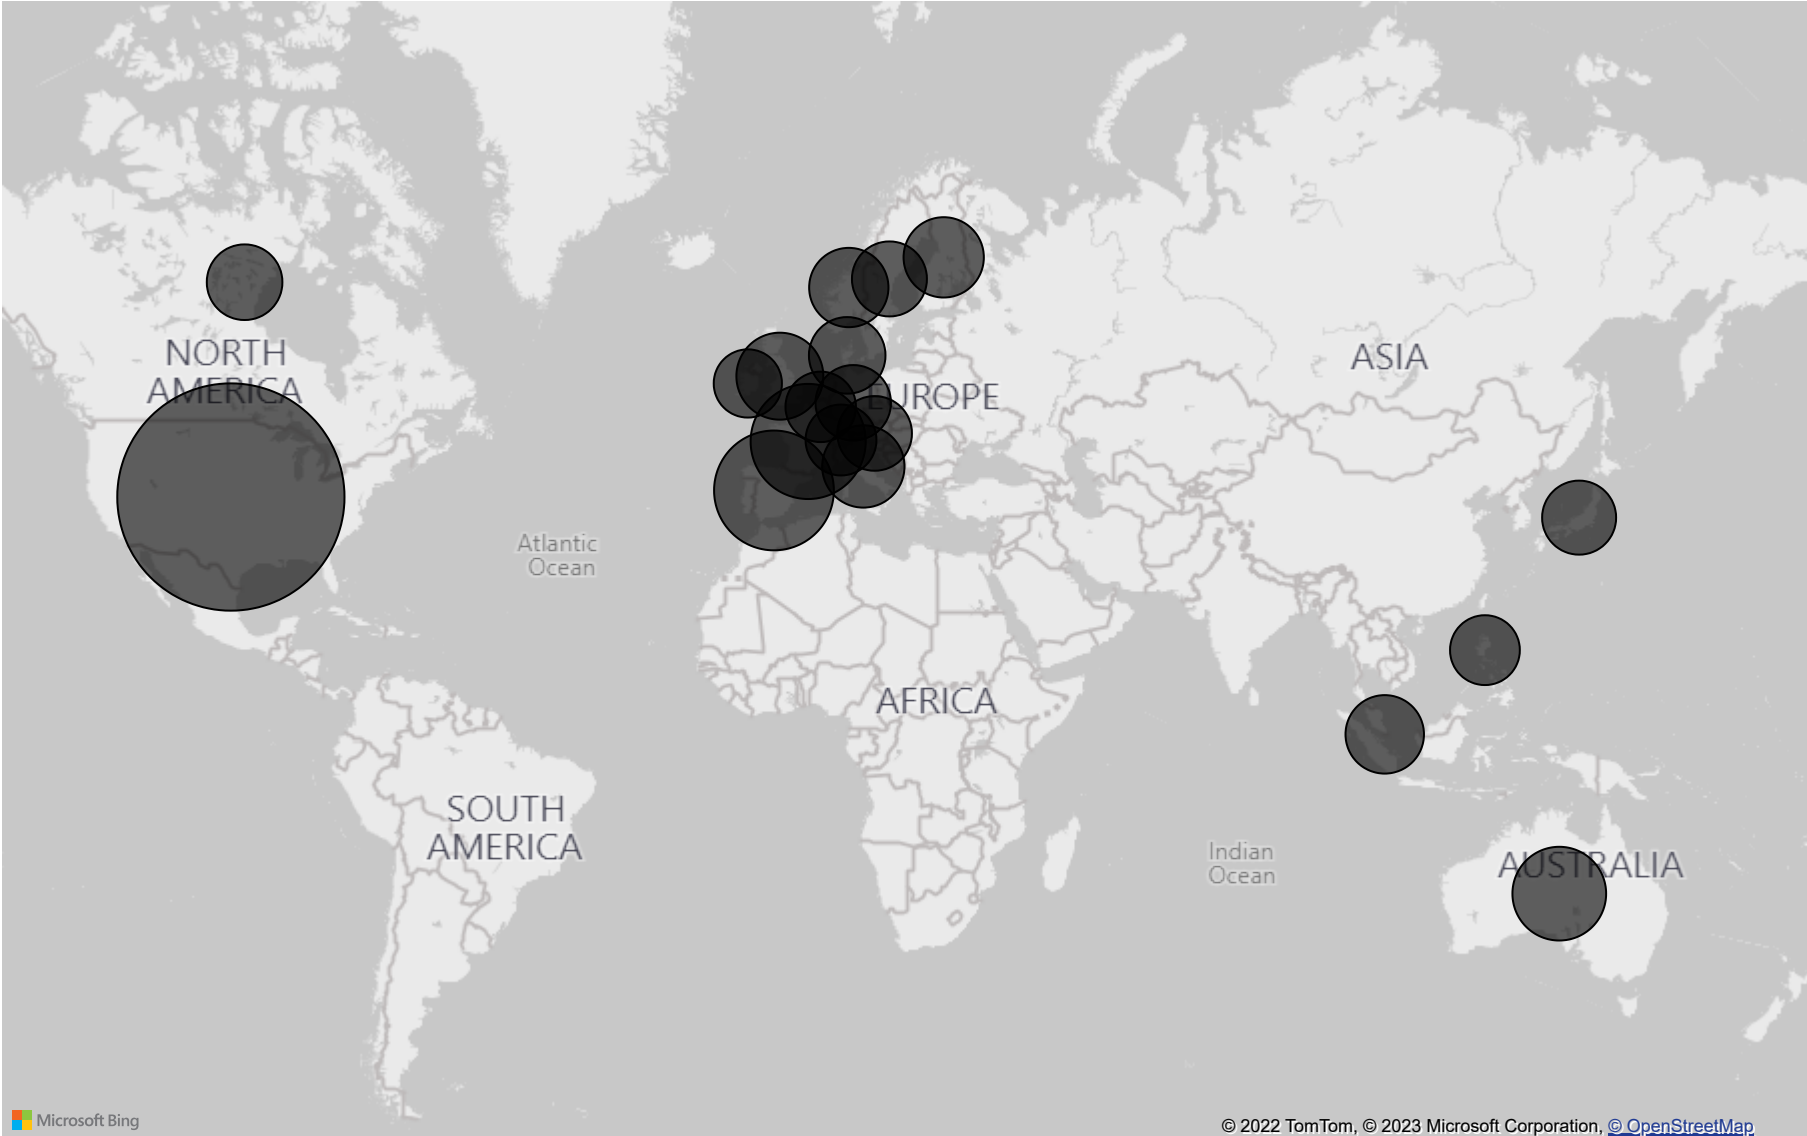 NORTH
AMERICA
EUROPE
ASIA
Atlantic
Ocean
AFRICA
SOUTH
AMERICA
Indian
Ocean
AUSTRALIA
Microsoft Bing
© 2022 TomTom, © 2023 Microsoft Corporation, © OpenStreetMap